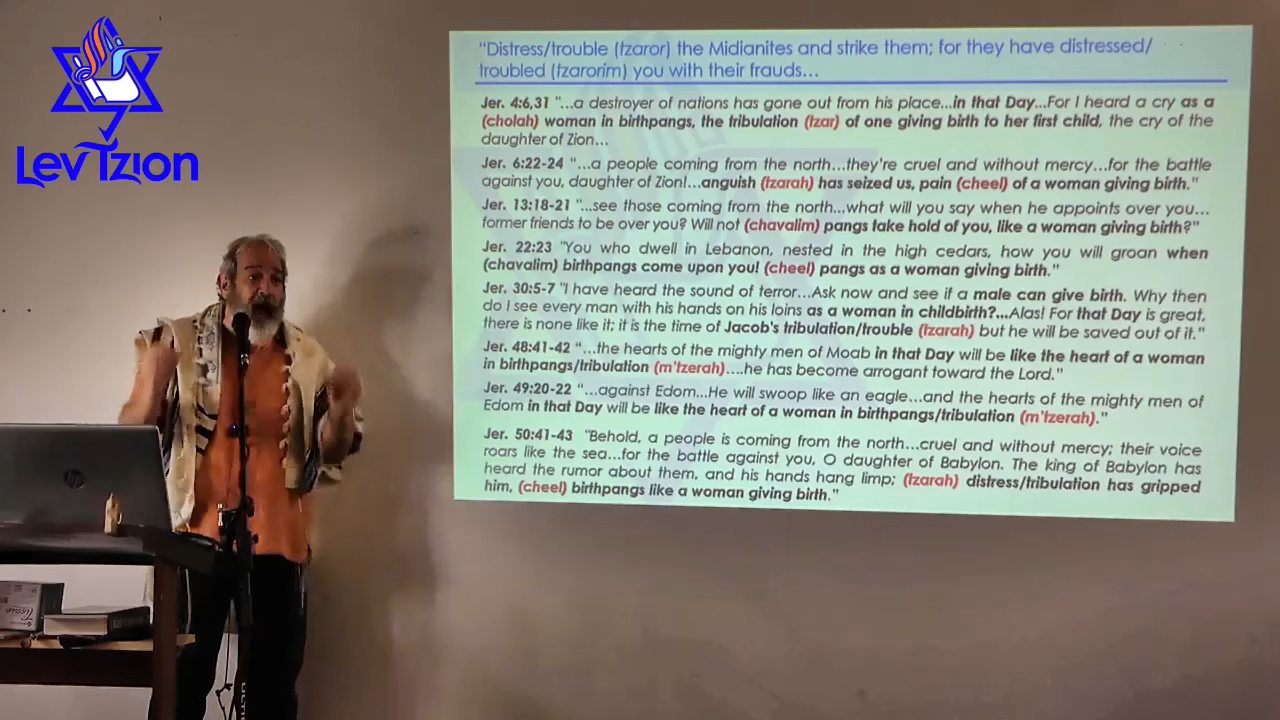 Lev Tzion
"Distress/trouble (tzaror) the Midianites and strike them; for they have distressed/
troubled (tzarorim) you with their frauds…
Jer. 4:6,31 "…a destroyer of nations has gone out from his place…in that Day…For I heard a cry as a
(cholah) woman in birthpangs, the tribulation (tzar) of one giving birth to her first child, the cry of the
daughter of Zion…
Jer. 6:22-24 "…a people coming from the north…they're cruel and without mercy…for the battle
against you, daughter of Zion!…anguish (tzarah) has seized us, pain (cheel) of a woman giving birth."
Jer. 13:18-21 "…see those coming from the north…what will you say when he appoints over you…
former friends to be over you? Will not (chavalim) pangs take hold of you, like a woman giving birth?"
Jer. 22:23 "You who dwell in Lebanon, nested in the high cedars, how you will groan when
(chavalim) birthpangs come upon you! (cheel) pangs as a woman giving birth."
Jer. 30:5-7 "I have heard the sound of terror…Ask now and see if a male can give birth. Why then
do I see every man with his hands on his loins as a woman in childbirth?…Alas! For that Day is great,
there is none like it; it is the time of Jacob's tribulation/trouble (tzarah) but he will be saved out of it."
Jer. 48:41-42 "…the hearts of the mighty men of Moab in that Day will be like the heart of a woman
in birthpangs/tribulation (m'tzerah)….he has become arrogant toward the Lord."
Jer. 49:20-22 "…against Edom…He will swoop like an eagle…and the hearts of the mighty men of
Edom in that Day will be like the heart of a woman in birthpangs/tribulation (m'tzerah)."
Jer. 50:41-43 "Behold, a people is coming from the north…cruel and without mercy; their voice
roars like the sea…for the battle against you, O daughter of Babylon. The king of Babylon has
heard the rumor about them, and his hands hang limp; (tzarah) distress/tribulation has gripped
him, (cheel) birthpangs like a woman giving birth."
hp
Tissue